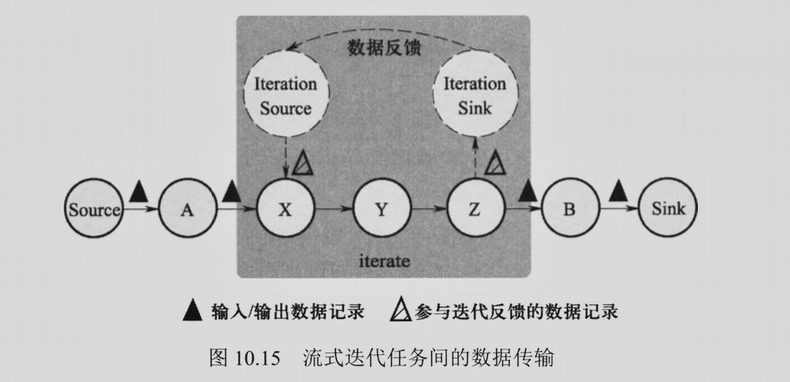 数据反馈
Iteration
Source
Iteration
Sink
Source
A
X
Y
Z
B
Sink
iterate
输入/输出数据记录
参与迭代反馈的数据记录
图 10.15 流式迭代任务间的数据传输